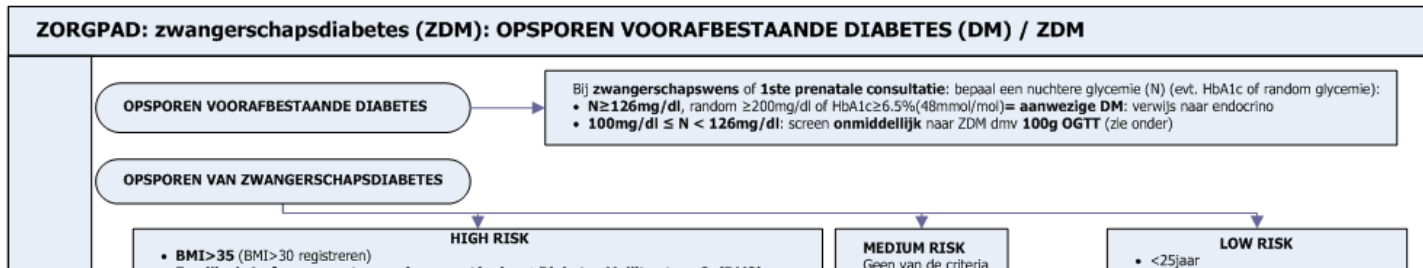 ZORGPAD: zwangerschapsdiabetes (ZDM): OPSPOREN VOORAFBESTAANDE DIABETES (DM) / ZDM
OPSPOREN VOORAFBESTAANDE DIABETES
Bij zwangerschapswens of 1ste prenatale consultatie: bepaal een nuchtere glycemie (N) (evt. HbA1c of random glycemie):
• N≥126mg/dl, random ≥200mg/dl of HbA1c≥6.5%(48mmol/mol)= aanwezige DM: verwijs naar endocrino
• 100mg/dl ≤ N < 126mg/dl: screen onmiddellijk naar ZDM dmv 100g OGTT (zie onder)
OPSPOREN VAN ZWANGERSCHAPSDIABETES
HIGH RISK
• BMI>35 (BMI>30 registreren)
MEDIUM RISK
Geen van de criteria
LOW RISK
• <25jaar